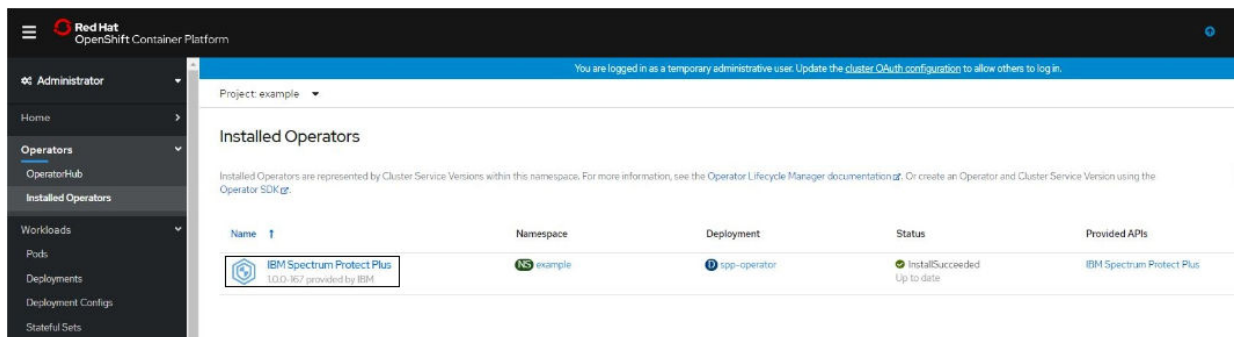 Red Hat
OpenShift Container Platform
Administrator
You are logged in as a temporary administrative user. Update the cluster OAuth configuration to allow others to log in.
Project: example
Home
Installed Operators
Operators
OperatorHub
Installed Operators are represented by Cluster Service Versions within this namespace. For more information, see the Operator Lifecycle Manager documentation. Or create an Operator and Cluster Service Version using the
Operator SDK.
Installed Operators
Workloads
Name Namespace Deployment Status Provided APIs
Pods
IBM Spectrum Protect Plus NS example D spp-operator InstallSucceeded IBM Spectrum Protect Plus
1.0.0-167 provided by IBM Up to date
Deployments
Deployment Configs
Stateful Sets